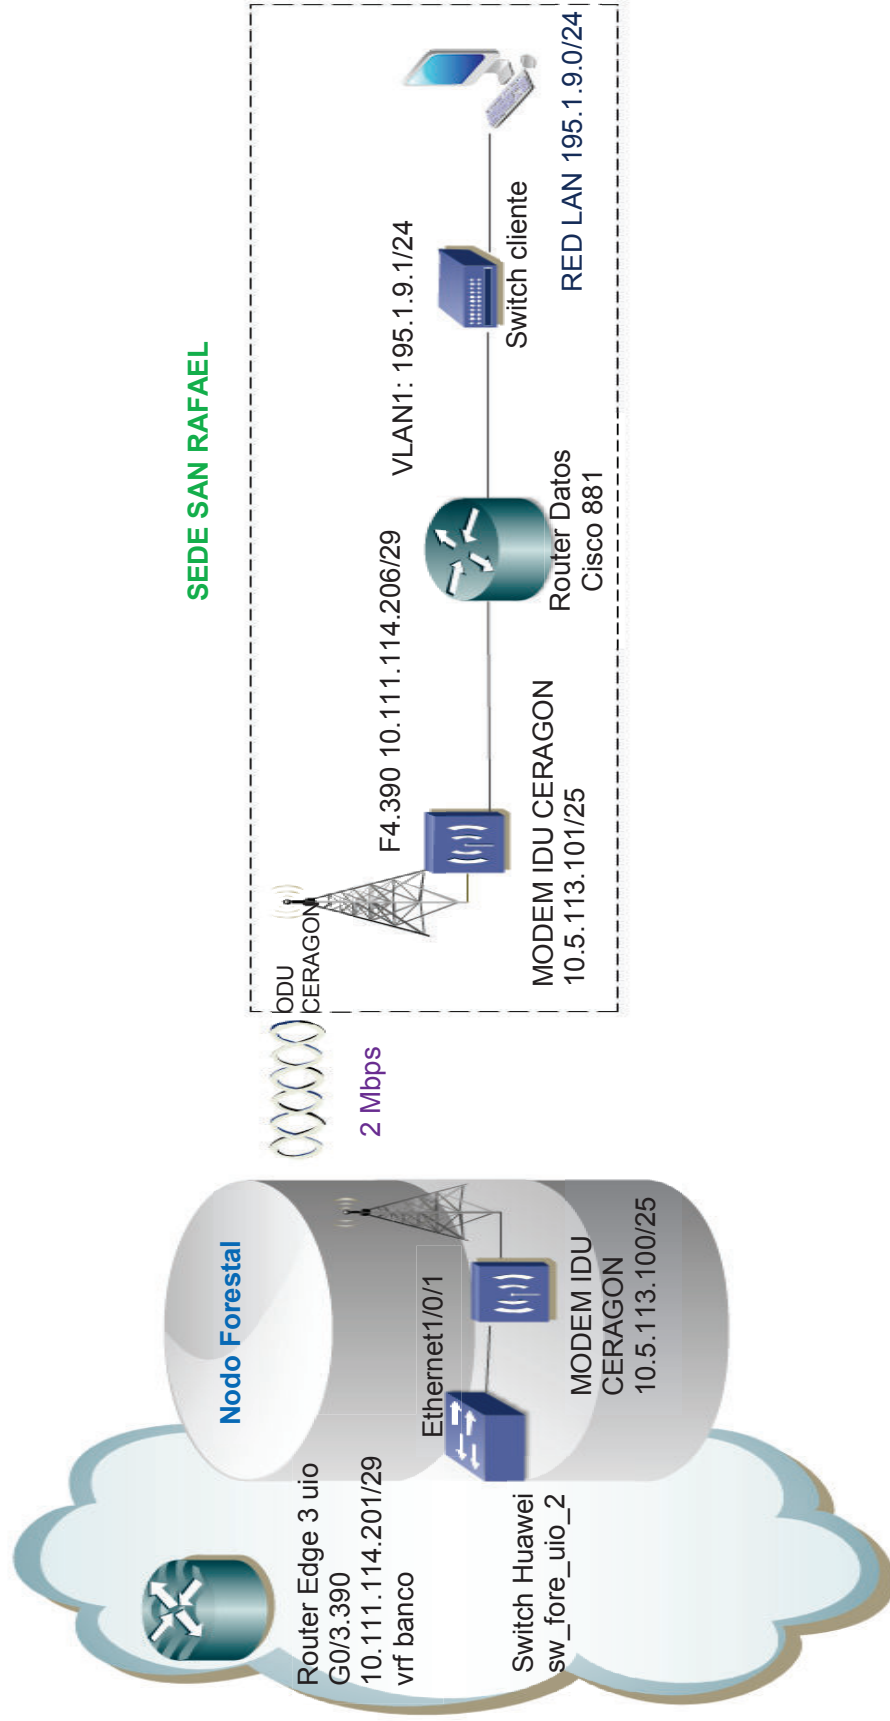 SEDE SAN RAFAEL
Nodo Forestal
Router Edge 3 uio
G0/3.390
10.111.114.201/29
vrf banco
Switch Huawei
sw_fore_uio_2
Ethernet1/0/1
MODEM IDU
CERAGON
10.5.113.100/25
2 Mbps
ODU
CERAGON
F4.390 10.111.114.206/29
MODEM IDU CERAGON
10.5.113.101/25
Router Datos
Cisco 881
VLAN1: 195.1.9.1/24
Switch cliente
RED LAN 195.1.9.0/24